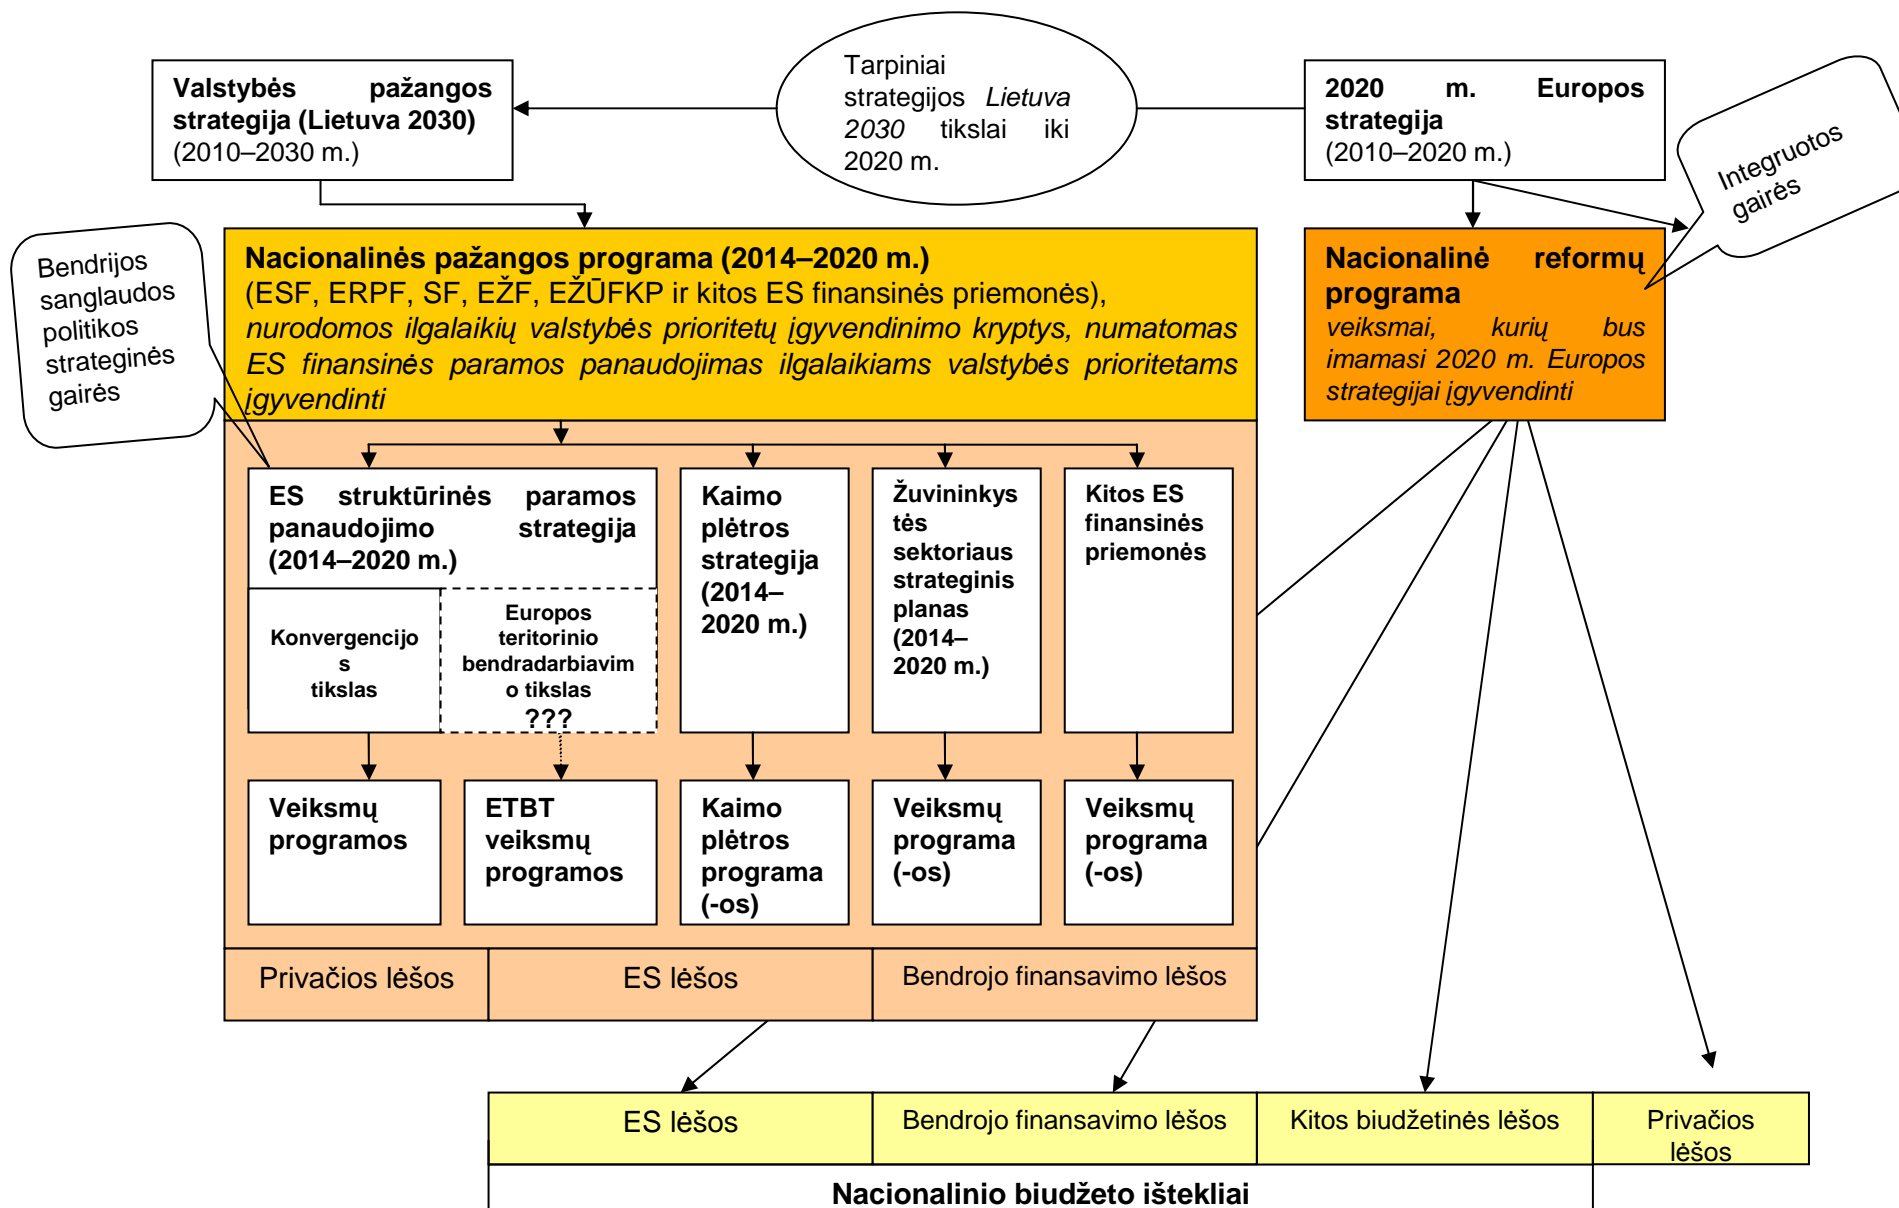 Valstybės pažangos
strategija (Lietuva 2030)
(2010–2030 m.)
Tarpiniai
strategijos Lietuva
2030 tikslai iki
2020 m.
2020 m. Europos
strategija
(2010–2020 m.)
Integruotos
gairės
Bendrijos
sanglaudos
politikos
strateginės
gairės
Nacionalinės pažangos programa (2014–2020 m.)
(ESF, ERPF, SF, EŽF, EŽŪFKP ir kitos ES finansinės priemonės),
nurodomos ilgalaikių valstybės prioritetų įgyvendinimo kryptys, numatomas
ES finansinės paramos panaudojimas ilgalaikiams valstybės prioritetams
įgyvendinti
Nacionalinė reformų
programa
veiksmai, kurių bus
imamasi 2020 m. Europos
strategijai įgyvendinti
ES struktūrinės paramos
panaudojimo strategija
(2014–2020 m.)
Konvergencijo
s
tikslas
Europos
teritorinio
bendradarbiavim
o tikslas
???
Kaimo
plėtros
strategija
(2014–
2020 m.)
Žuvininkys
tės
sektoriaus
strateginis
planas
(2014–
2020 m.)
Kitos ES
finansinės
priemonės
Veiksmų
programos
ETBT
veiksmų
programos
Kaimo
plėtros
programa
(-os)
Veiksmų
programa
(-os)
Veiksmų
programa
(-os)
Privačios lėšos
ES lėšos
Bendrojo finansavimo lėšos
ES lėšos
Bendrojo finansavimo lėšos
Kitos biudžetinės lėšos
Privačios
lėšos
Nacionalinio biudžeto ištekliai